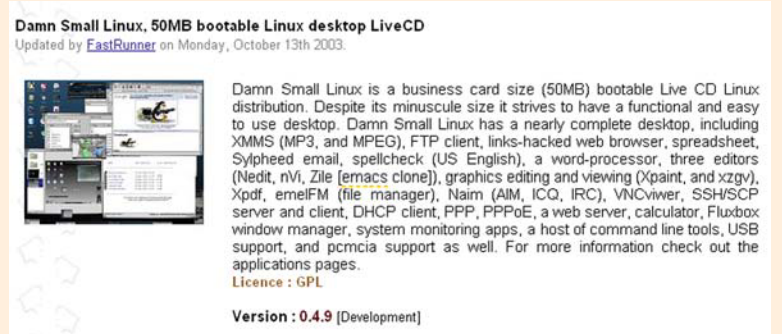 Damn Small Linux, 50MB bootable Linux desktop LiveCD
Updated by FastRunner on Monday, October 13th 2003.
Damn Small Linux is a business card size (50MB) bootable Live CD Linux
distribution. Despite its minuscule size it strives to have a functional and easy
to use desktop. Damn Small Linux has a nearly complete desktop, including
XMMS (MP3, and MPEG), FTP client, links-hacked web browser, spreadsheet,
Sylpheed email, spellcheck (US English), a word-processor, three editors
(Nedit, nVi, Zile [emacs clone]), graphics editing and viewing (Xpaint, and xzgv),
Xpdf, emelFM (file manager), Naim (AIM, ICQ, IRC), VNCviwer, SSH/SCP
server and client, DHCP client, PPP, PPPoE, a web server, calculator, Fluxbox
window manager, system monitoring apps, a host of command line tools, USB
support, and pcmcia support as well. For more information check out the
applications pages.
Licence : GPL
Version : 0.4.9 [Development]